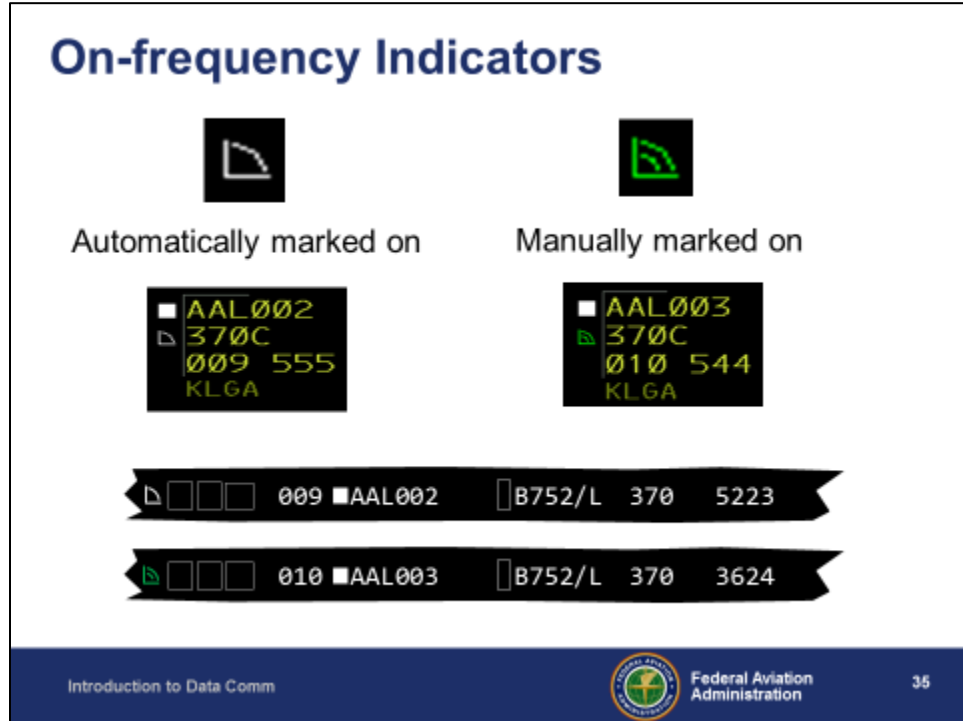 On-frequency Indicators
Automatically marked on
Manually marked on
AAL002
370C
009 555
KLGA
AAL003
370C
010 544
KLGA
009 AAL002 B752/L 370 5223
010 AAL003 B752/L 370 3624
Introduction to Data Comm
Federal Aviation
Administration
35